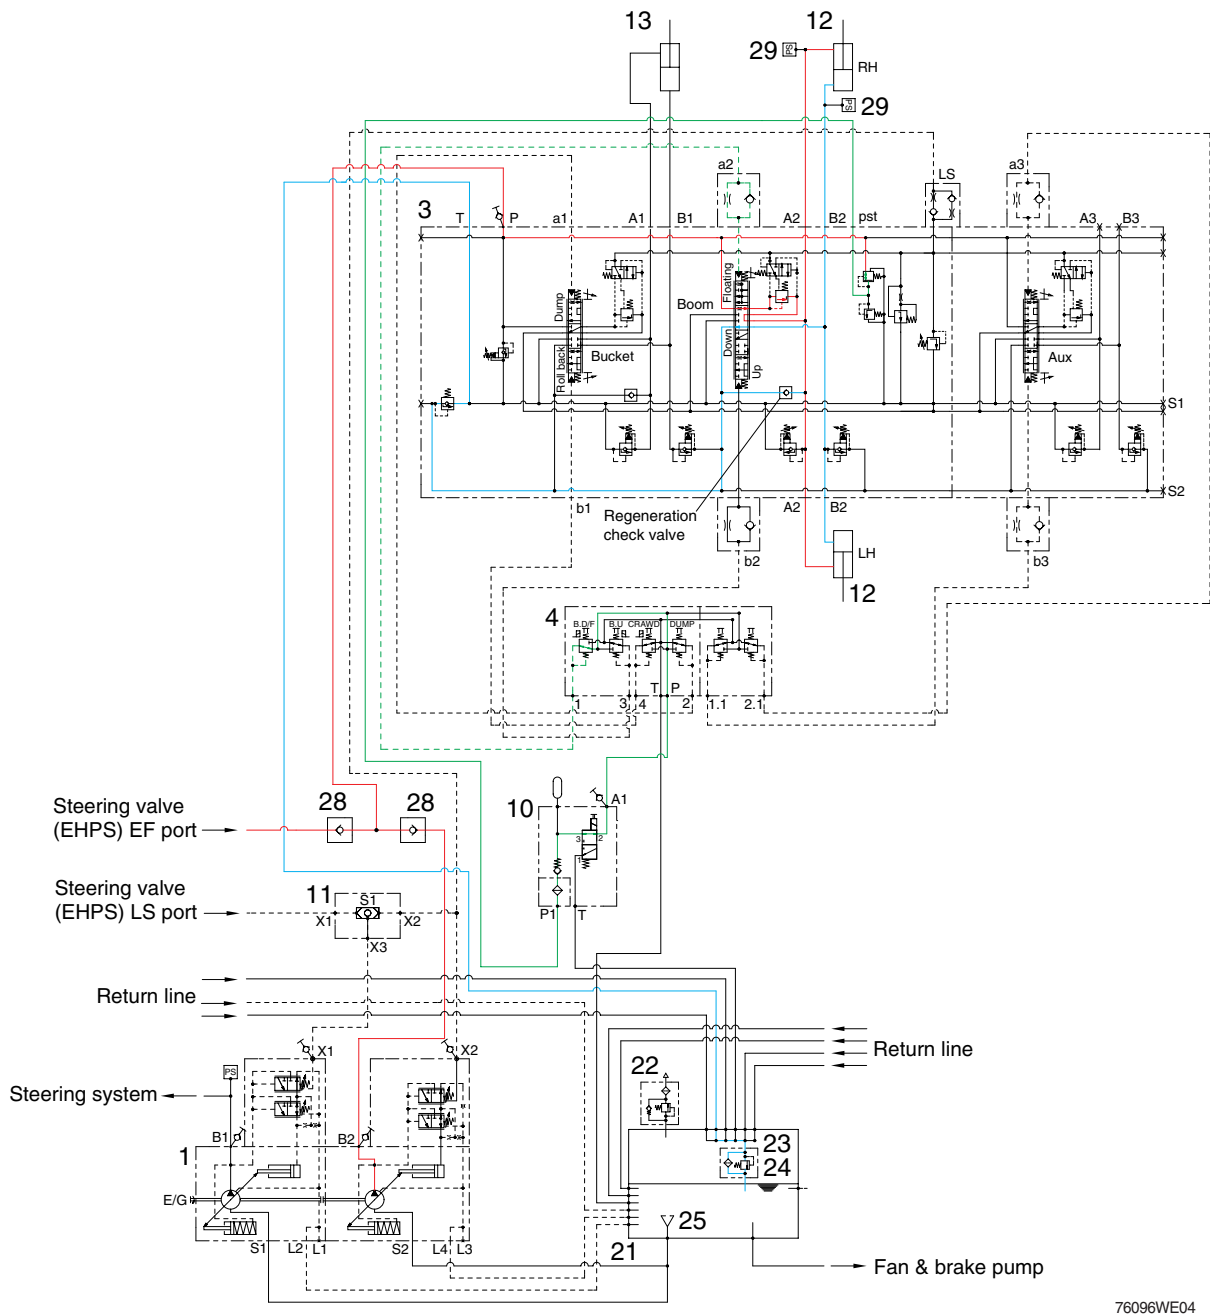 13
12
29
PS
RH
29
PS
a2
LS
a3
3
T
P
a1
A1
B1
A2
B2
pst
A3
B3
Dump
Roll back
Bucket
Boom
Floating
Down
Up
Aux
S1
S2
b1
Regeneration
check valve
A2
B2
b2
LH
12
b3
4
B.D/F
B.U
CRAWD
DUMP
T
P
1
3
4
2
1.1
2.1
10
A1
3
2
1
P1
T
Steering valve
(EHPS) EF port
28
28
Steering valve
(EHPS) LS port
11
S1
X1
X2
X3
Return line
Return line
X1
X2
PS
Steering system
22
B1
B2
1
E/G
23
24
25
21
S1
L2
L1
S2
L4
L3
Fan & brake pump
76096WE04